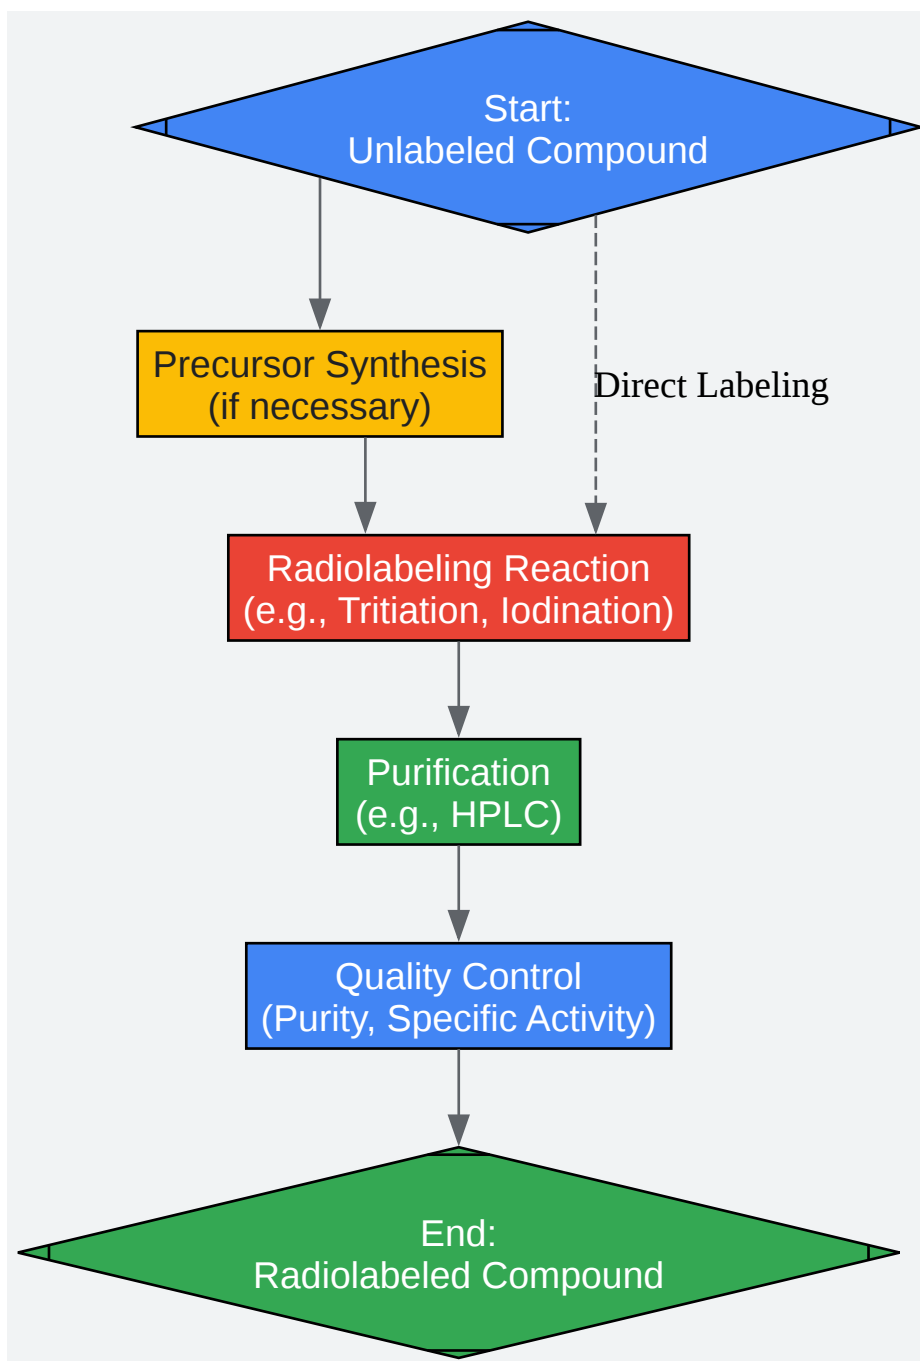 Start:
Unlabeled Compound
Precursor Synthesis
(if necessary)
Direct Labeling
Radiolabeling Reaction
(e.g., Tritiation, Iodination)
Purification
(e.g., HPLC)
Quality Control
(Purity, Specific Activity)
End:
Radiolabeled Compound